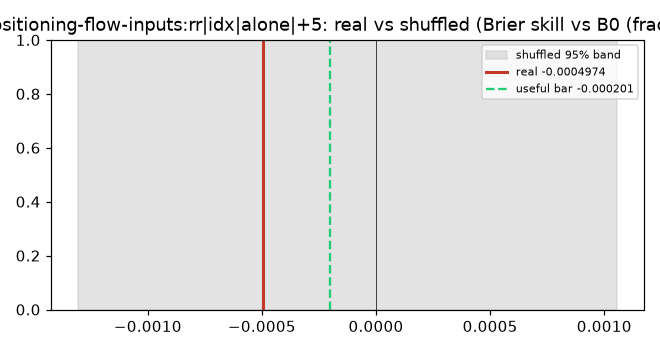 sitioning-flow-inputs:rr|idx|alone|+5: real vs shuffled (Brier skill vs B0 (frac
shuffled 95% band
real -0.0004974
useful bar -0.000201
1.0
0.8
0.6
0.4
0.2
0.0
−0.0010
−0.0005
0.0000
0.0005
0.0010